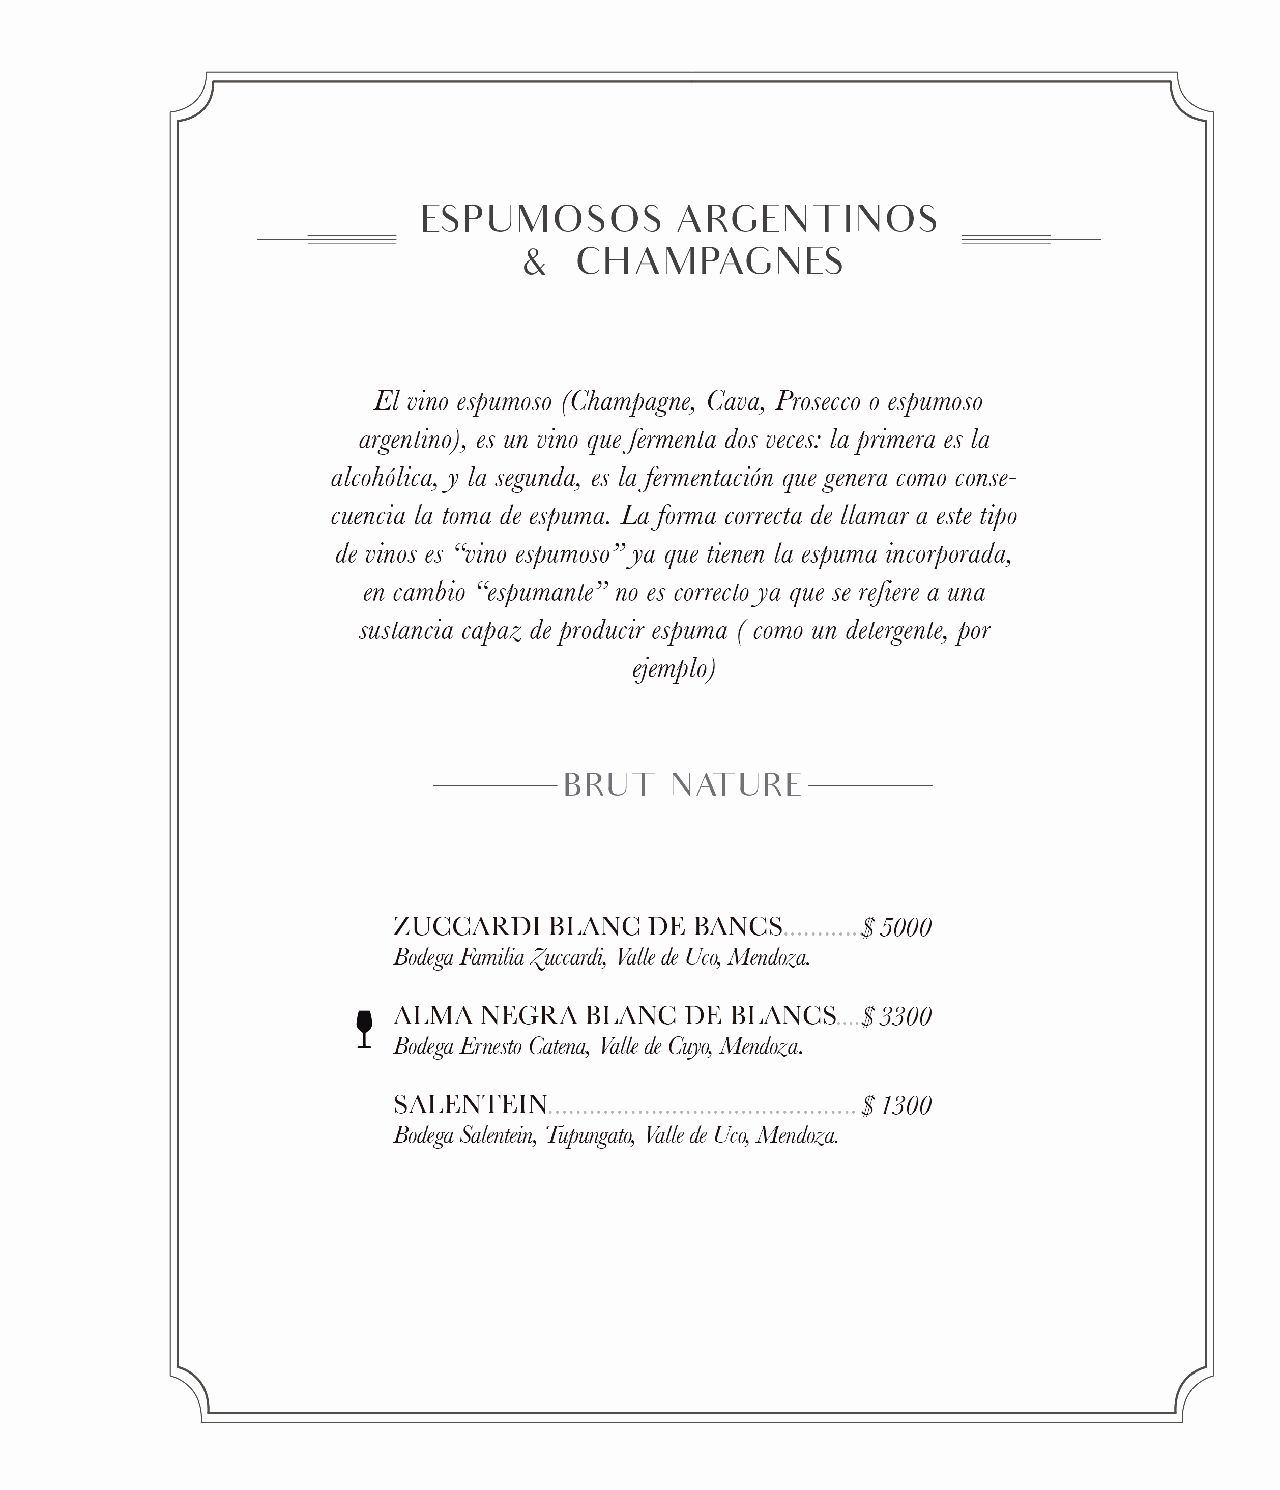 ESPUMOSOS ARGENTINOS
& CHAMPAGNES
El vino espumoso (Champagne, Cava, Prosecco o espumoso
argentino), es un vino que fermenta dos veces: la primera es la
alcohólica, y la segunda, es la fermentación que genera como conse-
cuencia la toma de espuma. La forma correcta de llamar a este tipo
de vinos es “vino espumoso” ya que tienen la espuma incorporada,
en cambio “espumante” no es correcto ya que se refiere a una
sustancia capaz de producir espuma ( como un detergente, por
ejemplo)
BRUT NATURE
ZUCCARDI BLANC DE BANCS...........$ 5000
Bodega Familia Zuccardi, Valle de Uco, Mendoza.
ALMA NEGRA BLANC DE BLANCS....$ 3300
Bodega Ernesto Catena, Valle de Cuyo, Mendoza.
SALENTEIN.............................................$ 1300
Bodega Salentein, Tupungato, Valle de Uco, Mendoza.